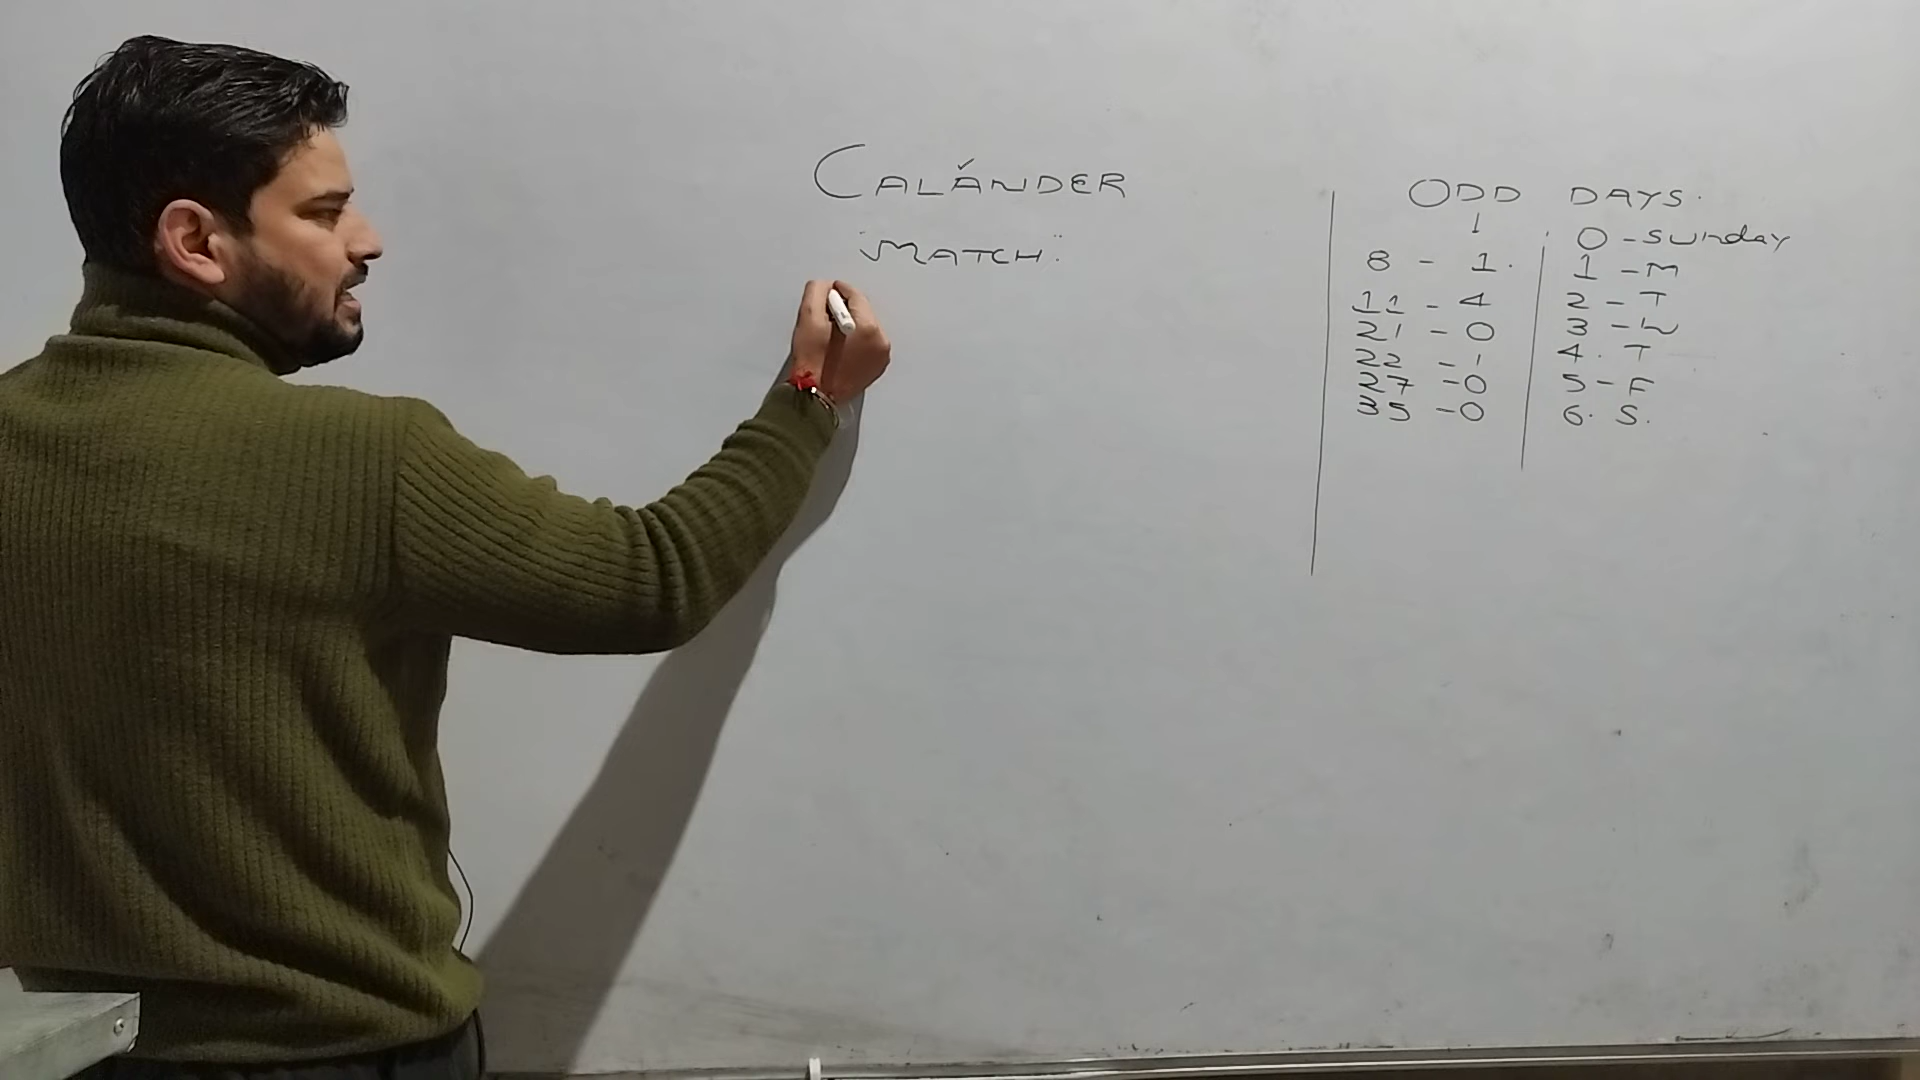 CALANDER
"MATCH:"
ODD DAYS.
1
8 - 1.
11 - 4
21 - 0
22 - 1
27 - 0
35 - 0
0 - Sunday
1 - M
2 - T
3 - W
4. T
5 - F
6. S.